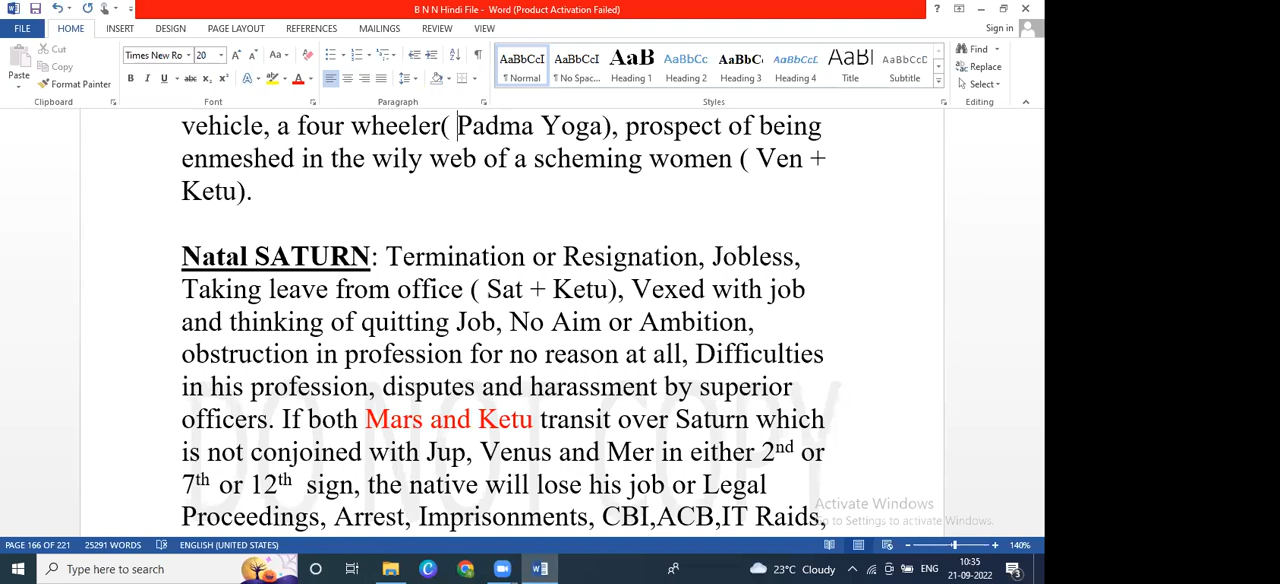 B N N Hindi File - Word (Product Activation Failed)
Sign in
FILE HOME INSERT DESIGN PAGE LAYOUT REFERENCES MAILINGS REVIEW VIEW
Paste
Cut
Copy
Format Painter
Times New Ro 20
AaBbCcI AaBbCcI AaB AaBbCc AaBbC AaBbCcI AaBl AaBbCcD
¶ Normal ¶ No Spac... Heading 1 Heading 2 Heading 3 Heading 4 Title Subtitle
Find
Replace
Select
Clipboard Font Paragraph Styles Editing
vehicle, a four wheeler( Padma Yoga), prospect of being
enmeshed in the wily web of a scheming women ( Ven +
Ketu).
Natal SATURN: Termination or Resignation, Jobless,
Taking leave from office ( Sat + Ketu), Vexed with job
and thinking of quitting Job, No Aim or Ambition,
obstruction in profession for no reason at all, Difficulties
in his profession, disputes and harassment by superior
officers. If both Mars and Ketu transit over Saturn which
is not conjoined with Jup, Venus and Mer in either 2nd or
7th or 12th sign, the native will lose his job or Legal
Proceedings, Arrest, Imprisonments, CBI,ACB,IT Raids,
DO NOT COPY
Activate Windows
Go to Settings to activate Windows.
PAGE 166 OF 221 25291 WORDS ENGLISH (UNITED STATES) 140%
Type here to search
23°C Cloudy ENG
10:35
21-09-2022
3